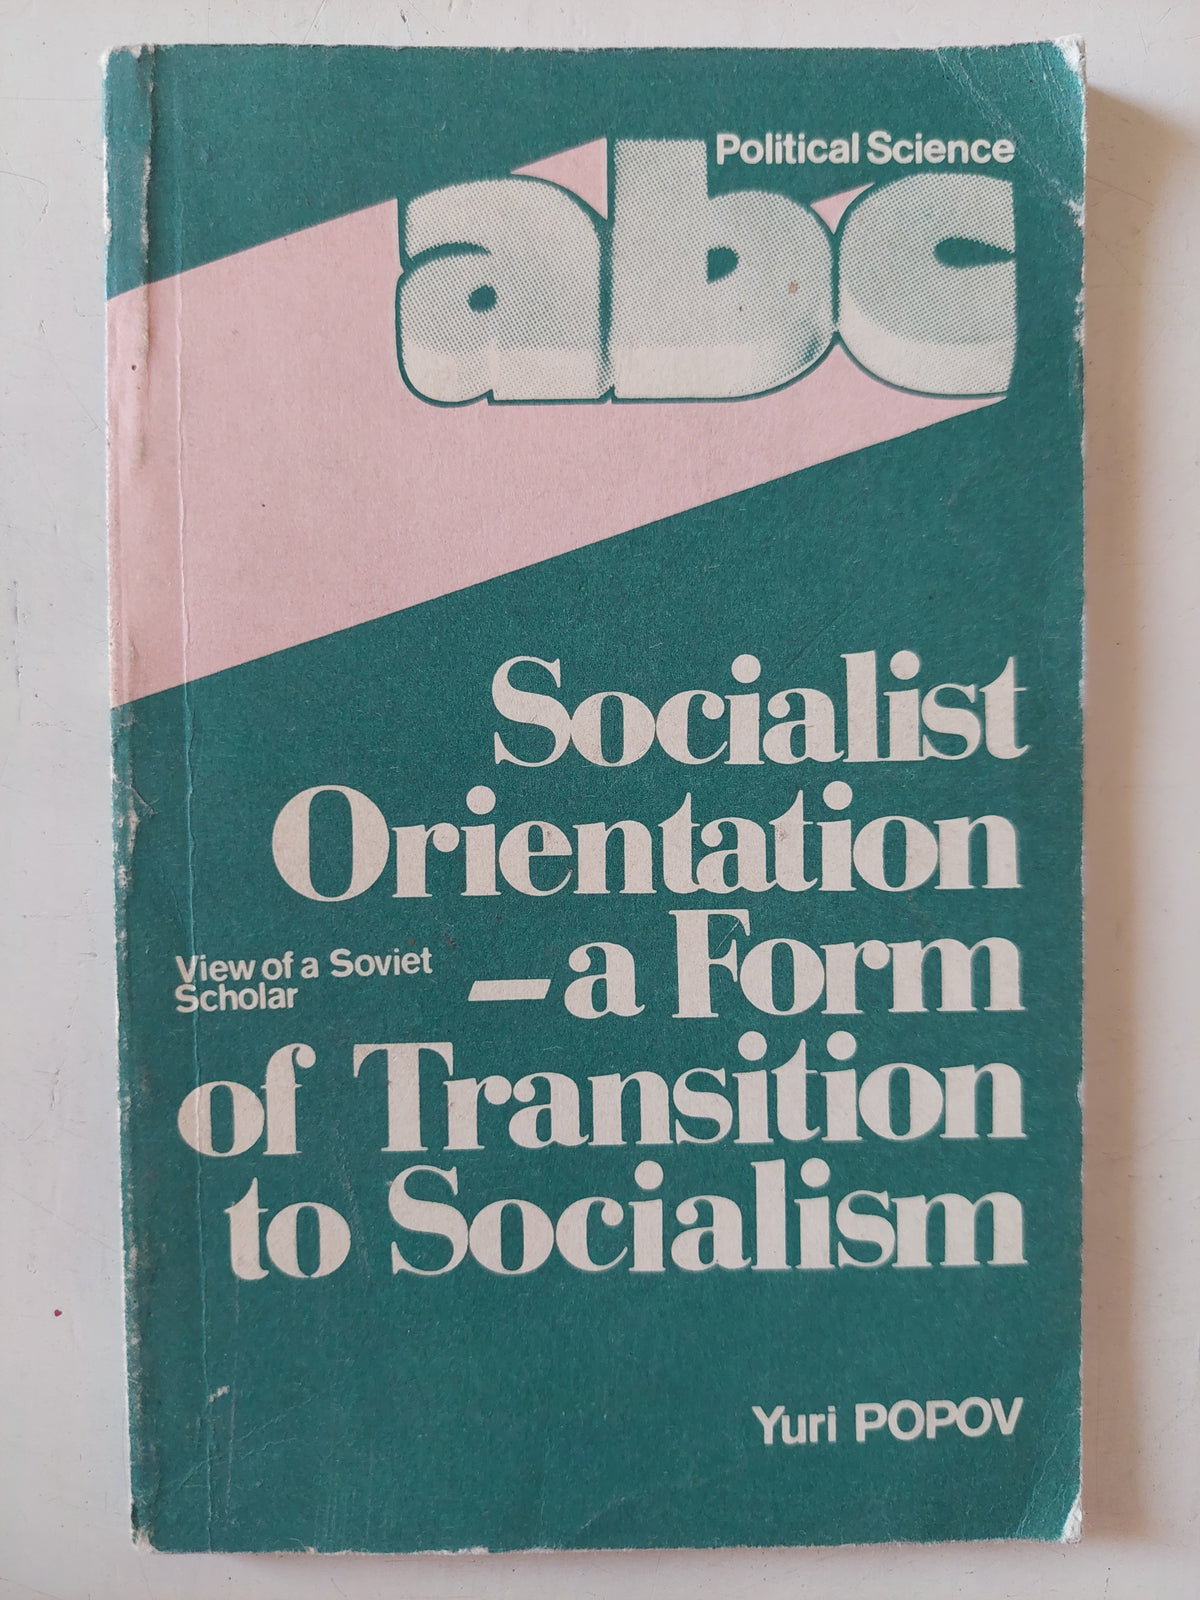 Political Science
abc
Socialist
Orientation
View of a Soviet
Scholar
– a Form
of Transition
to Socialism
Yuri POPOV